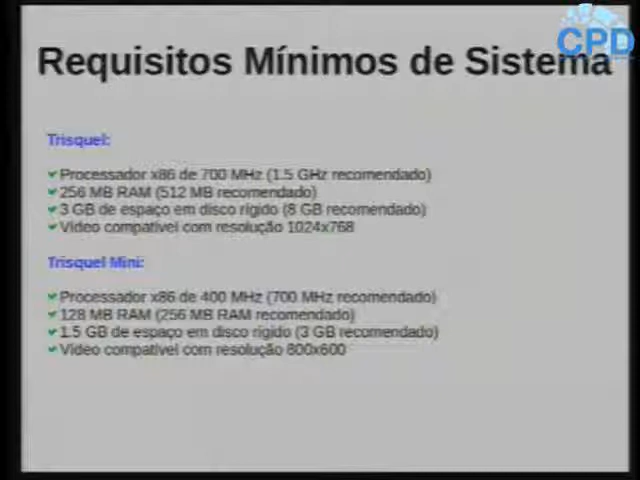 CPD
Requisitos Mínimos de Sistema
Trisquel:
Processador x86 de 700 MHz (1.5 GHz recomendado)
256 MB RAM (512 MB recomendado)
3 GB de espaço em disco rígido (8 GB recomendado)
Vídeo compatível com resolução 1024x768
Trisquel Mini:
Processador x86 de 400 MHz (700 MHz recomendado)
128 MB RAM (256 MB RAM recomendado)
1.5 GB de espaço em disco rígido (3 GB recomendado)
Vídeo compatível com resolução 800x600